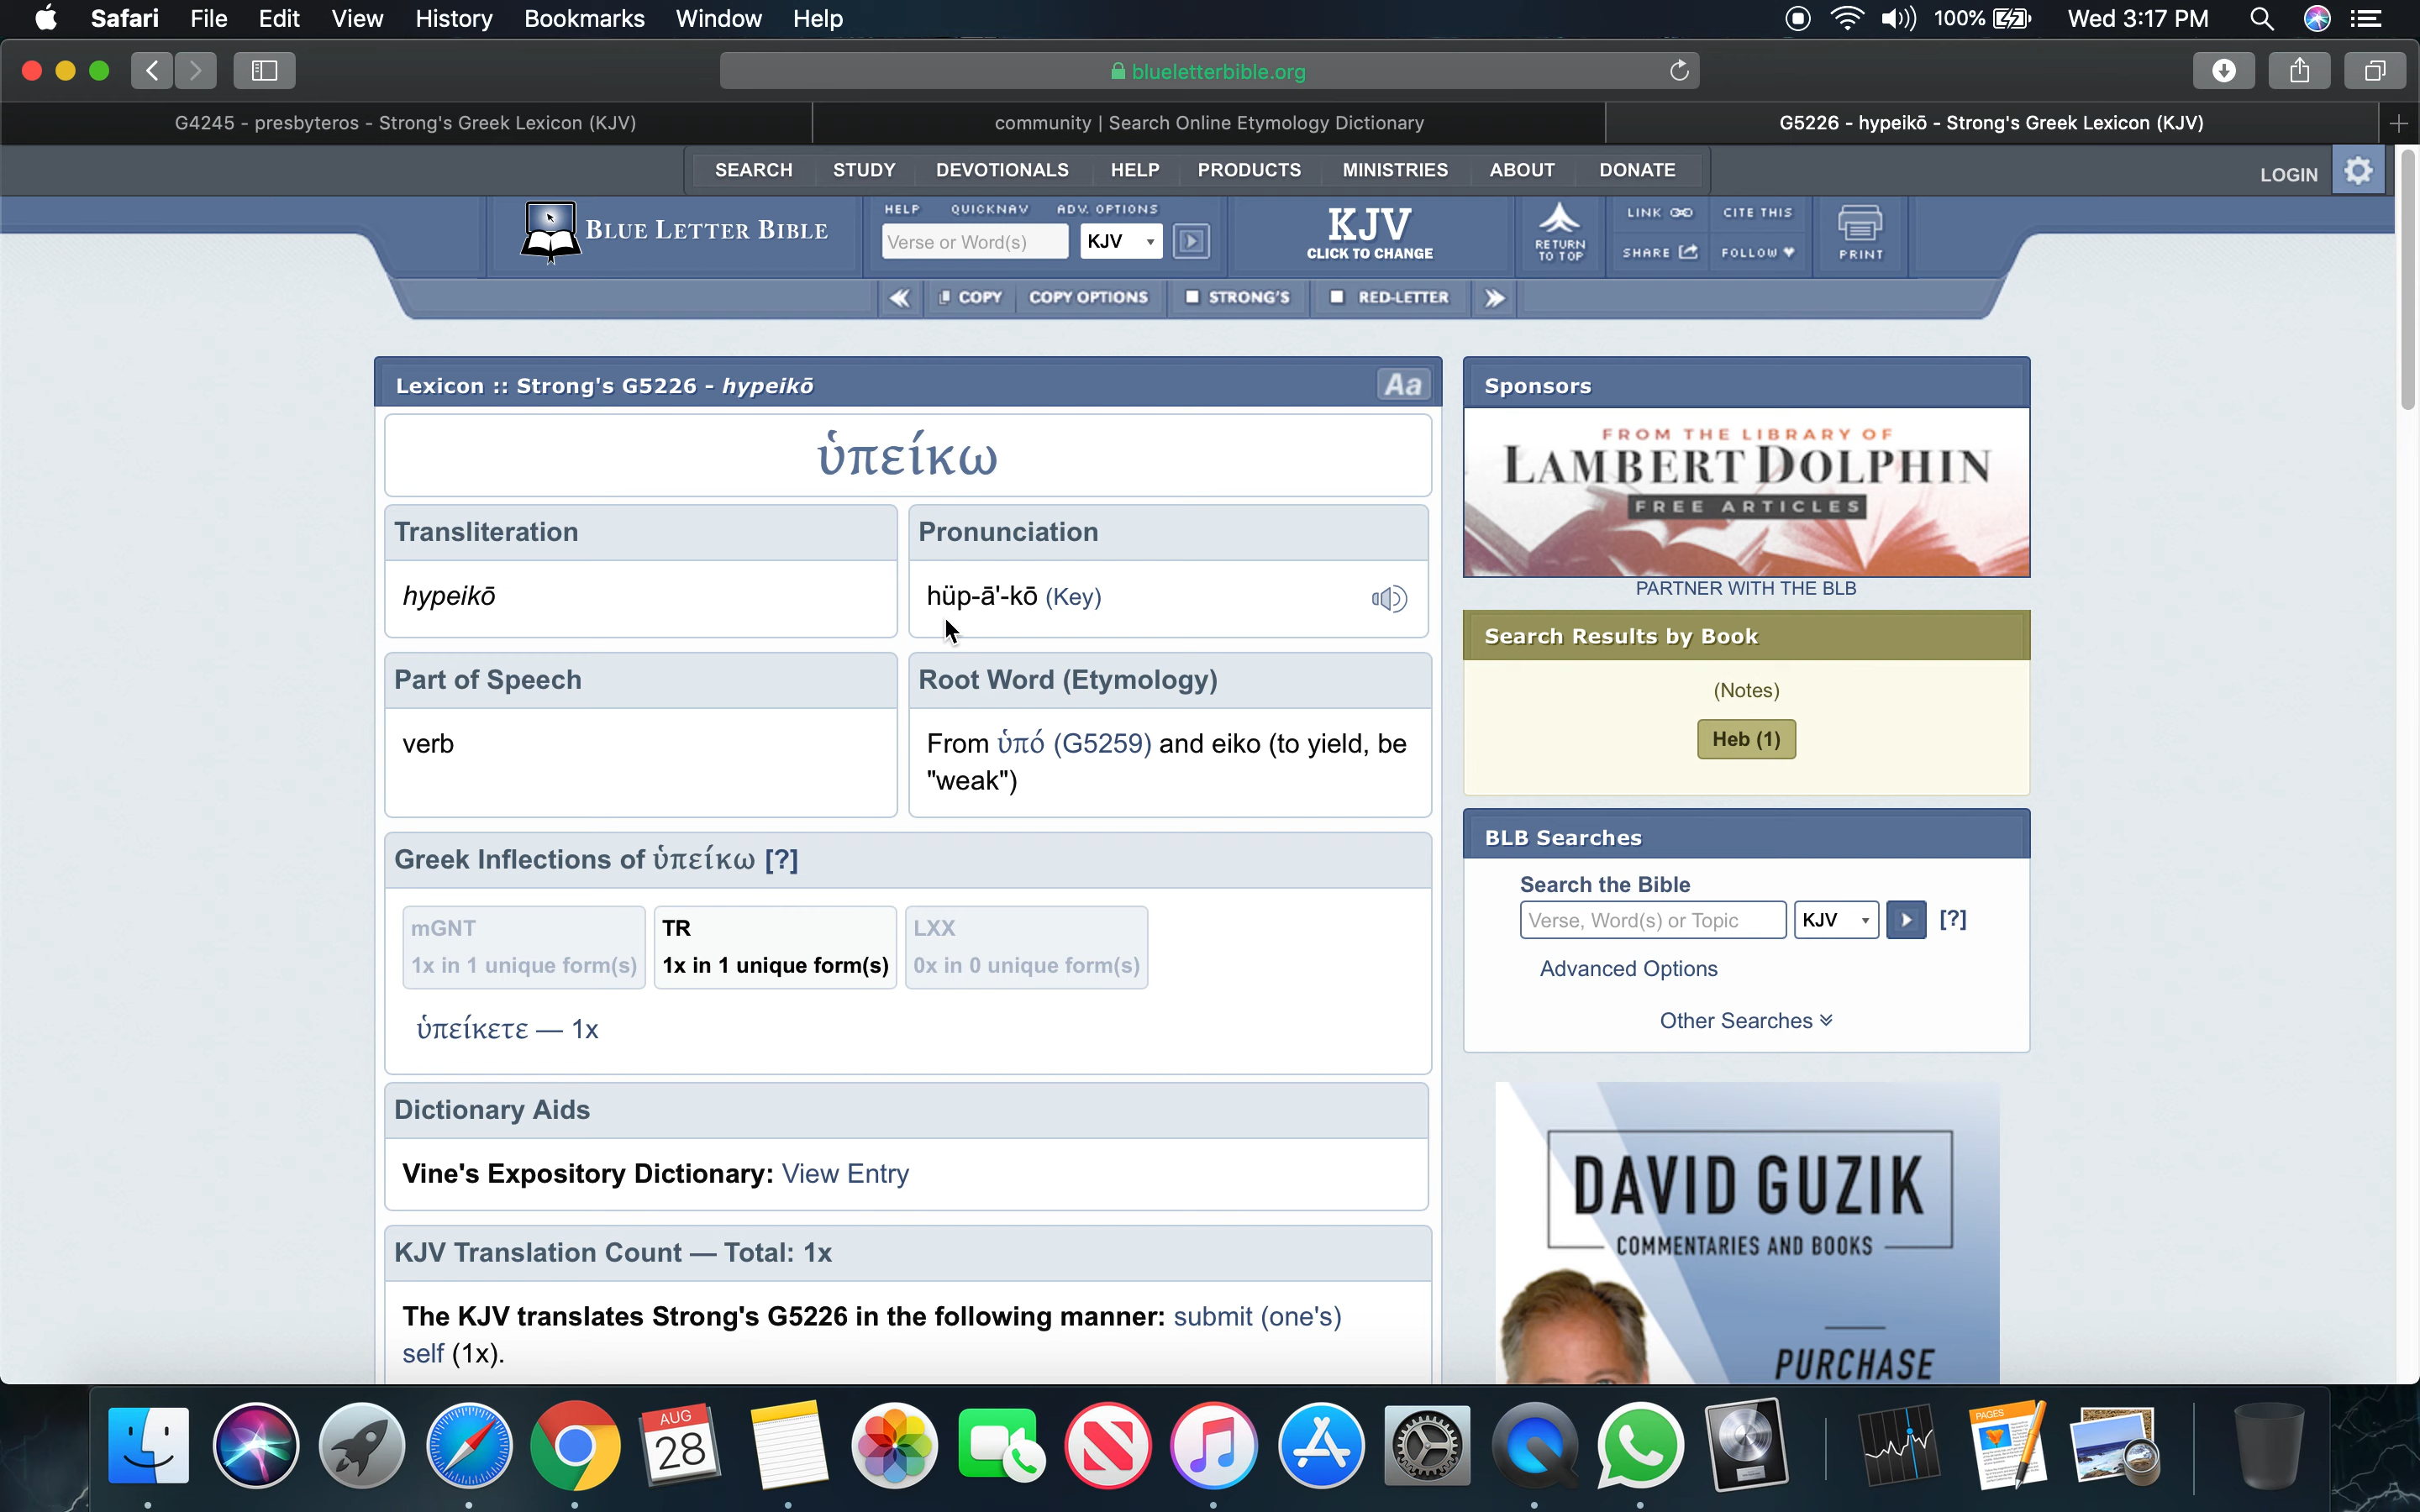 Safari File Edit View History Bookmarks Window Help 100% Wed 3:17 PM
blueletterbible.org
G4245 - presbyteros - Strong's Greek Lexicon (KJV) community | Search Online Etymology Dictionary G5226 - hypeikō - Strong's Greek Lexicon (KJV)
SEARCH STUDY DEVOTIONALS HELP PRODUCTS MINISTRIES ABOUT DONATE LOGIN
BLUE LETTER BIBLE
HELP QUICKNAV ADV. OPTIONS
Verse or Word(s) KJV
KJV
CLICK TO CHANGE
RETURN
TO TOP
LINK CITE THIS
SHARE FOLLOW
PRINT
COPY COPY OPTIONS STRONG'S RED-LETTER
Lexicon :: Strong's G5226 - hypeikō Aa
ὑπείκω
Transliteration
hypeikō
Pronunciation
hüp-ā'-kō (Key)
Part of Speech
verb
Root Word (Etymology)
From ὑπό (G5259) and eiko (to yield, be
"weak")
Greek Inflections of ὑπείκω [?]
mGNT
1x in 1 unique form(s)
TR
1x in 1 unique form(s)
LXX
0x in 0 unique form(s)
ὑπείκετε — 1x
Dictionary Aids
Vine's Expository Dictionary: View Entry
KJV Translation Count — Total: 1x
The KJV translates Strong's G5226 in the following manner: submit (one's)
self (1x).
Sponsors
FROM THE LIBRARY OF
LAMBERT DOLPHIN
FREE ARTICLES
PARTNER WITH THE BLB
Search Results by Book
(Notes)
Heb (1)
BLB Searches
Search the Bible
Verse, Word(s) or Topic KJV [?]
Advanced Options
Other Searches
DAVID GUZIK
COMMENTARIES AND BOOKS
PURCHASE
AUG
28
PAGES